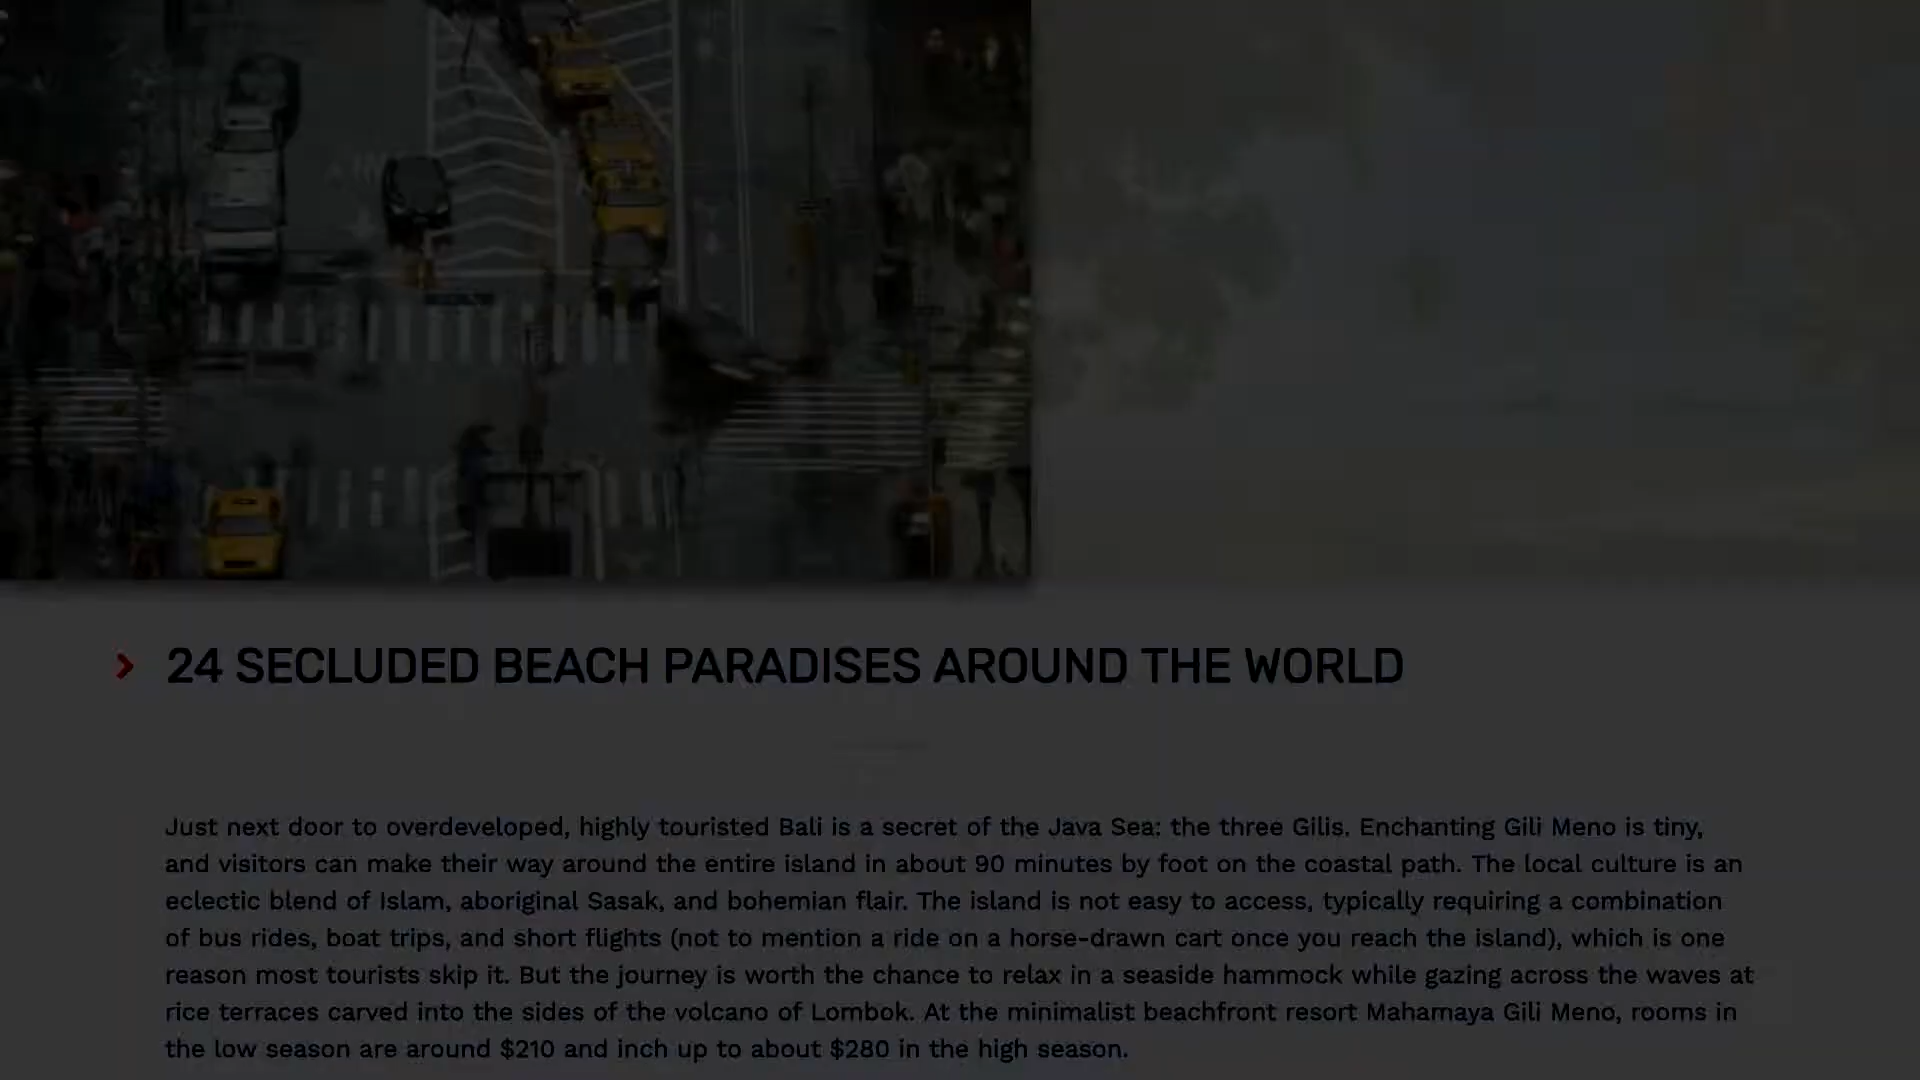 24 SECLUDED BEACH PARADISES AROUND THE WORLD
Just next door to overdeveloped, highly touristed Bali is a secret of the Java Sea: the three Gilis. Enchanting Gili Meno is tiny,
and visitors can make their way around the entire island in about 90 minutes by foot on the coastal path. The local culture is an
eclectic blend of Islam, aboriginal Sasak, and bohemian flair. The island is not easy to access, typically requiring a combination
of bus rides, boat trips, and short flights (not to mention a ride on a horse-drawn cart once you reach the island), which is one
reason most tourists skip it. But the journey is worth the chance to relax in a seaside hammock while gazing across the waves at
rice terraces carved into the sides of the volcano of Lombok. At the minimalist beachfront resort Mahamaya Gili Meno, rooms in
the low season are around $210 and inch up to about $280 in the high season.